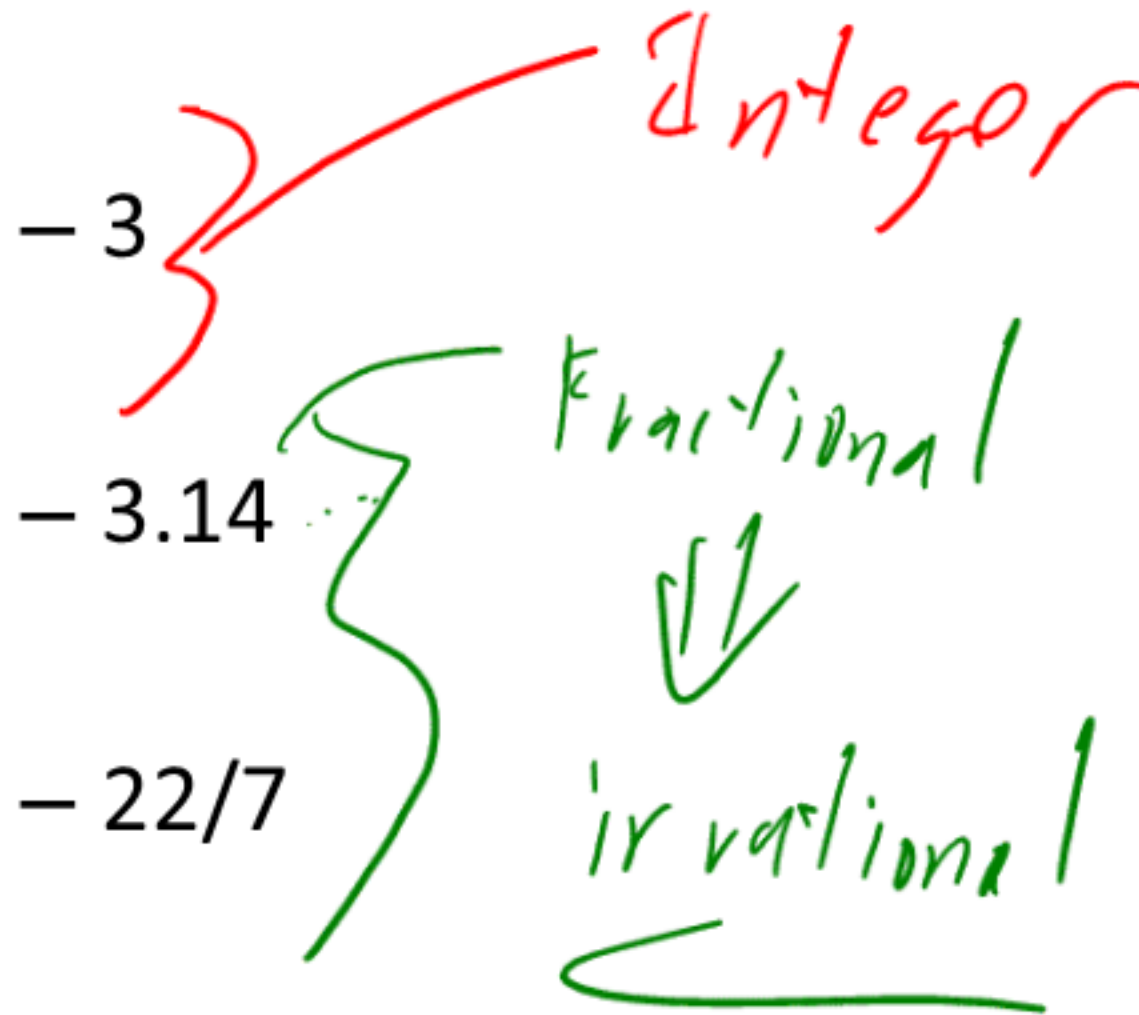 Integer
– 3
Fractional
– 3.14 ...
– 22/7
irrational